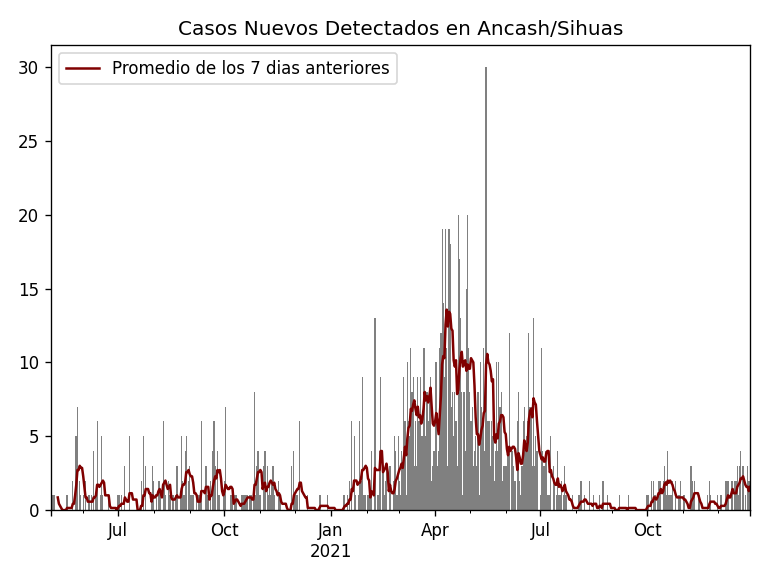 Casos Nuevos Detectados en Ancash/Sihuas
Promedio de los 7 dias anteriores
30
25
20
15
10
5
0
Jul
Oct
Jan
2021
Apr
Jul
Oct